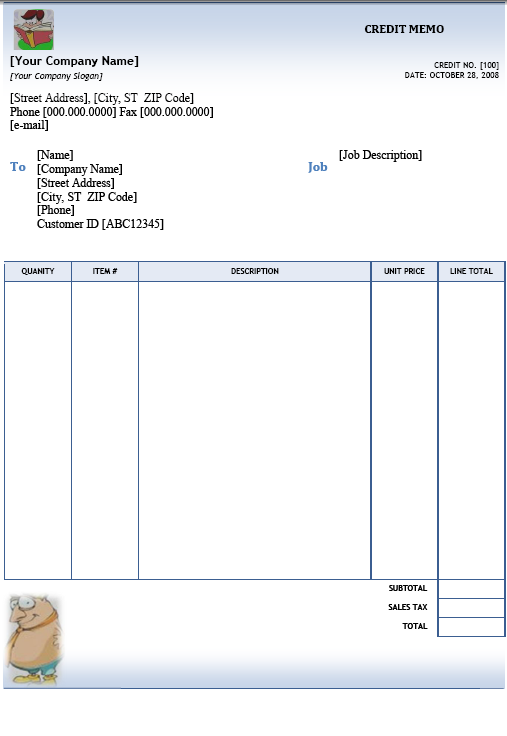 CREDIT MEMO
[Your Company Name]
[Your Company Slogan]
CREDIT NO. [100]
DATE: OCTOBER 28, 2008
[Street Address], [City, ST  ZIP Code]
Phone [000.000.0000] Fax [000.000.0000]
[e-mail]
To
[Name]
[Company Name]
[Street Address]
[City, ST  ZIP Code]
[Phone]
Customer ID [ABC12345]
Job
[Job Description]
QUANITY ITEM # DESCRIPTION UNIT PRICE LINE TOTAL
SUBTOTAL
SALES TAX
TOTAL